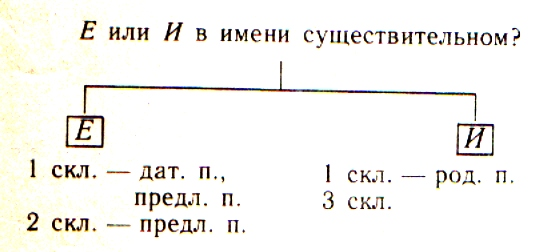 Е или И в имени существительном?
Е
И
1 скл. — дат. п.,
предл. п.
2 скл. — предл. п.
1 скл. — род. п.
3 скл.